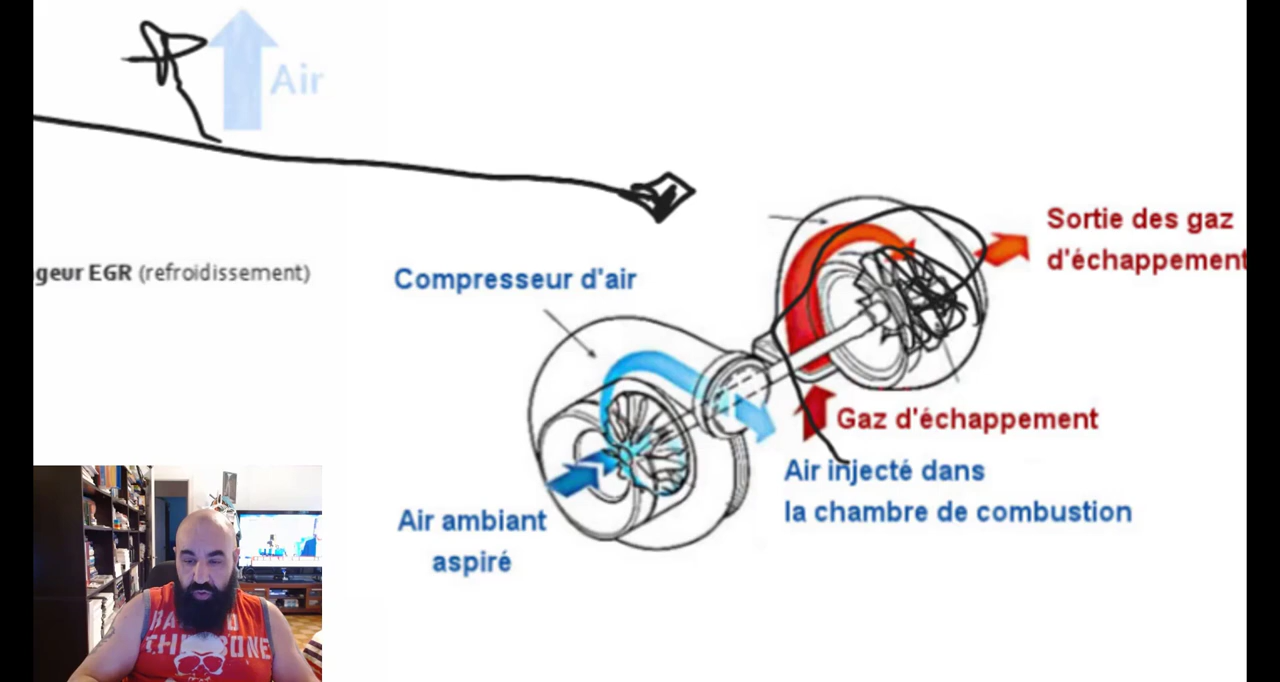 Air
Sortie des gaz
d'échappement
geur EGR (refroidissement)
Compresseur d'air
Gaz d'échappement
Air injecté dans
la chambre de combustion
Air ambiant
aspiré
BONE